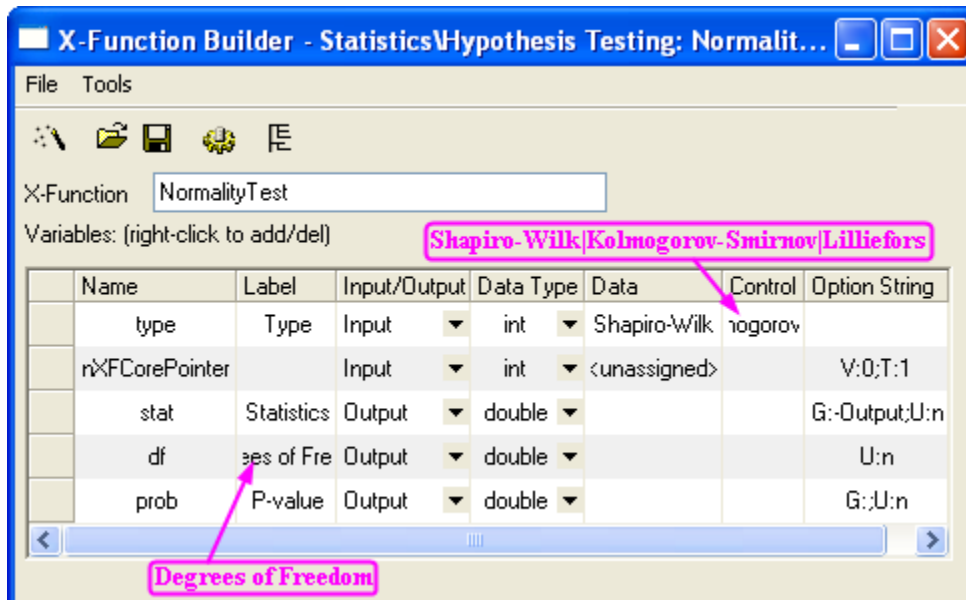 X-Function Builder - Statistics\Hypothesis Testing: Normalit...
File Tools
X-Function NormalityTest
Variables: (right-click to add/del)
Shapiro-Wilk|Kolmogorov-Smirnov|Lilliefors
Name Label Input/Output Data Type Data Control Option String
type Type Input int Shapiro-Wilk nogorov
nXFCorePointer Input int <unassigned> V:0;T:1
stat Statistics Output double G:-Output;U:n
df ees of Fre Output double U:n
prob P-value Output double G:;U:n
Degrees of Freedom